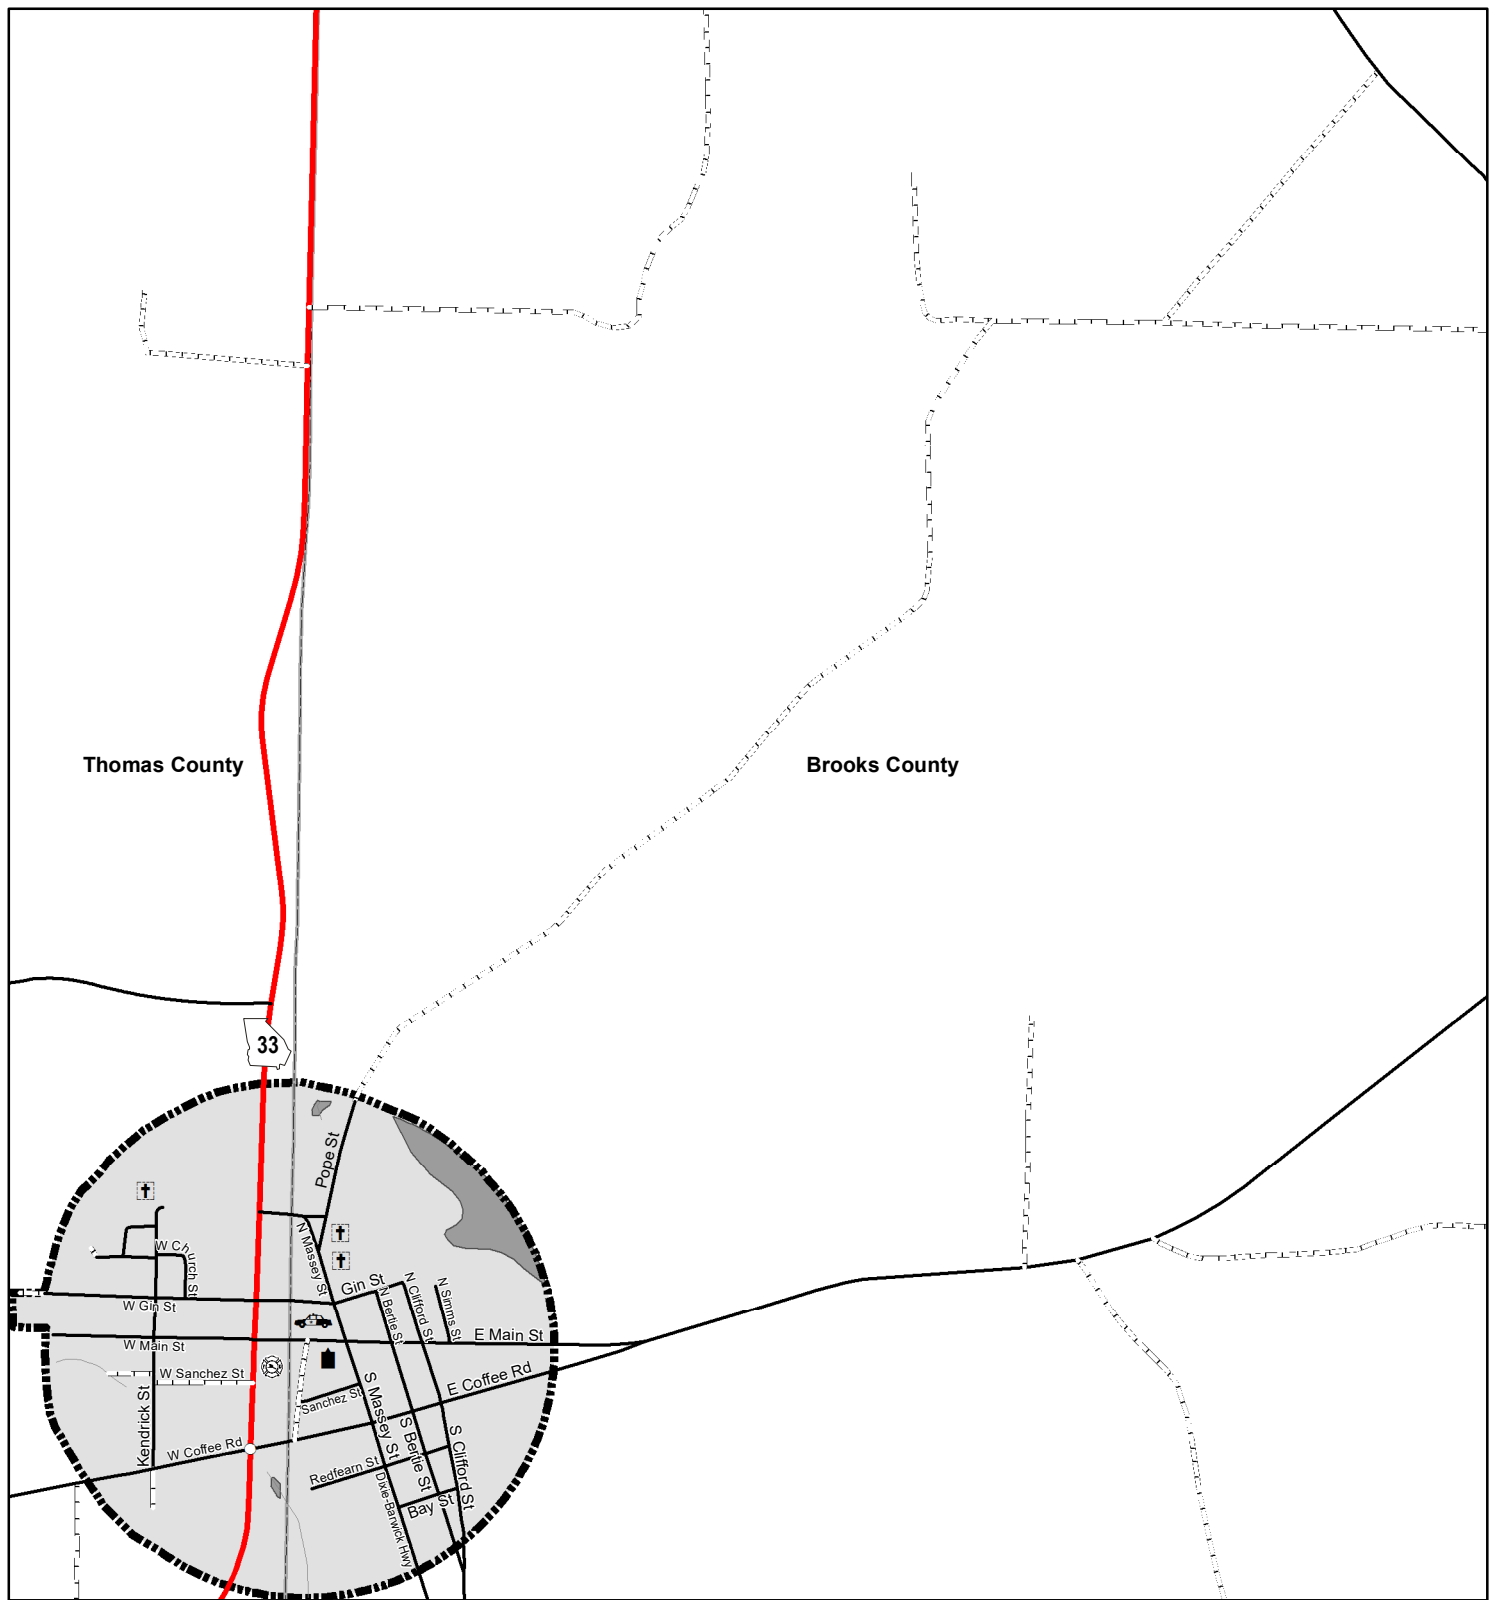 Thomas County
Brooks County
33
Pope St
W Church St
N Massey St
Gin St
N Bertie St
N Clifford St
N Simms St
W Gin St
W Main St
E Main St
W Sanchez St
Kendrick St
Sanchez St
S Massey St
E Coffee Rd
W Coffee Rd
S Bertie St
S Clifford St
Redfearn St
Bay St
Dixie-Barwick Hwy